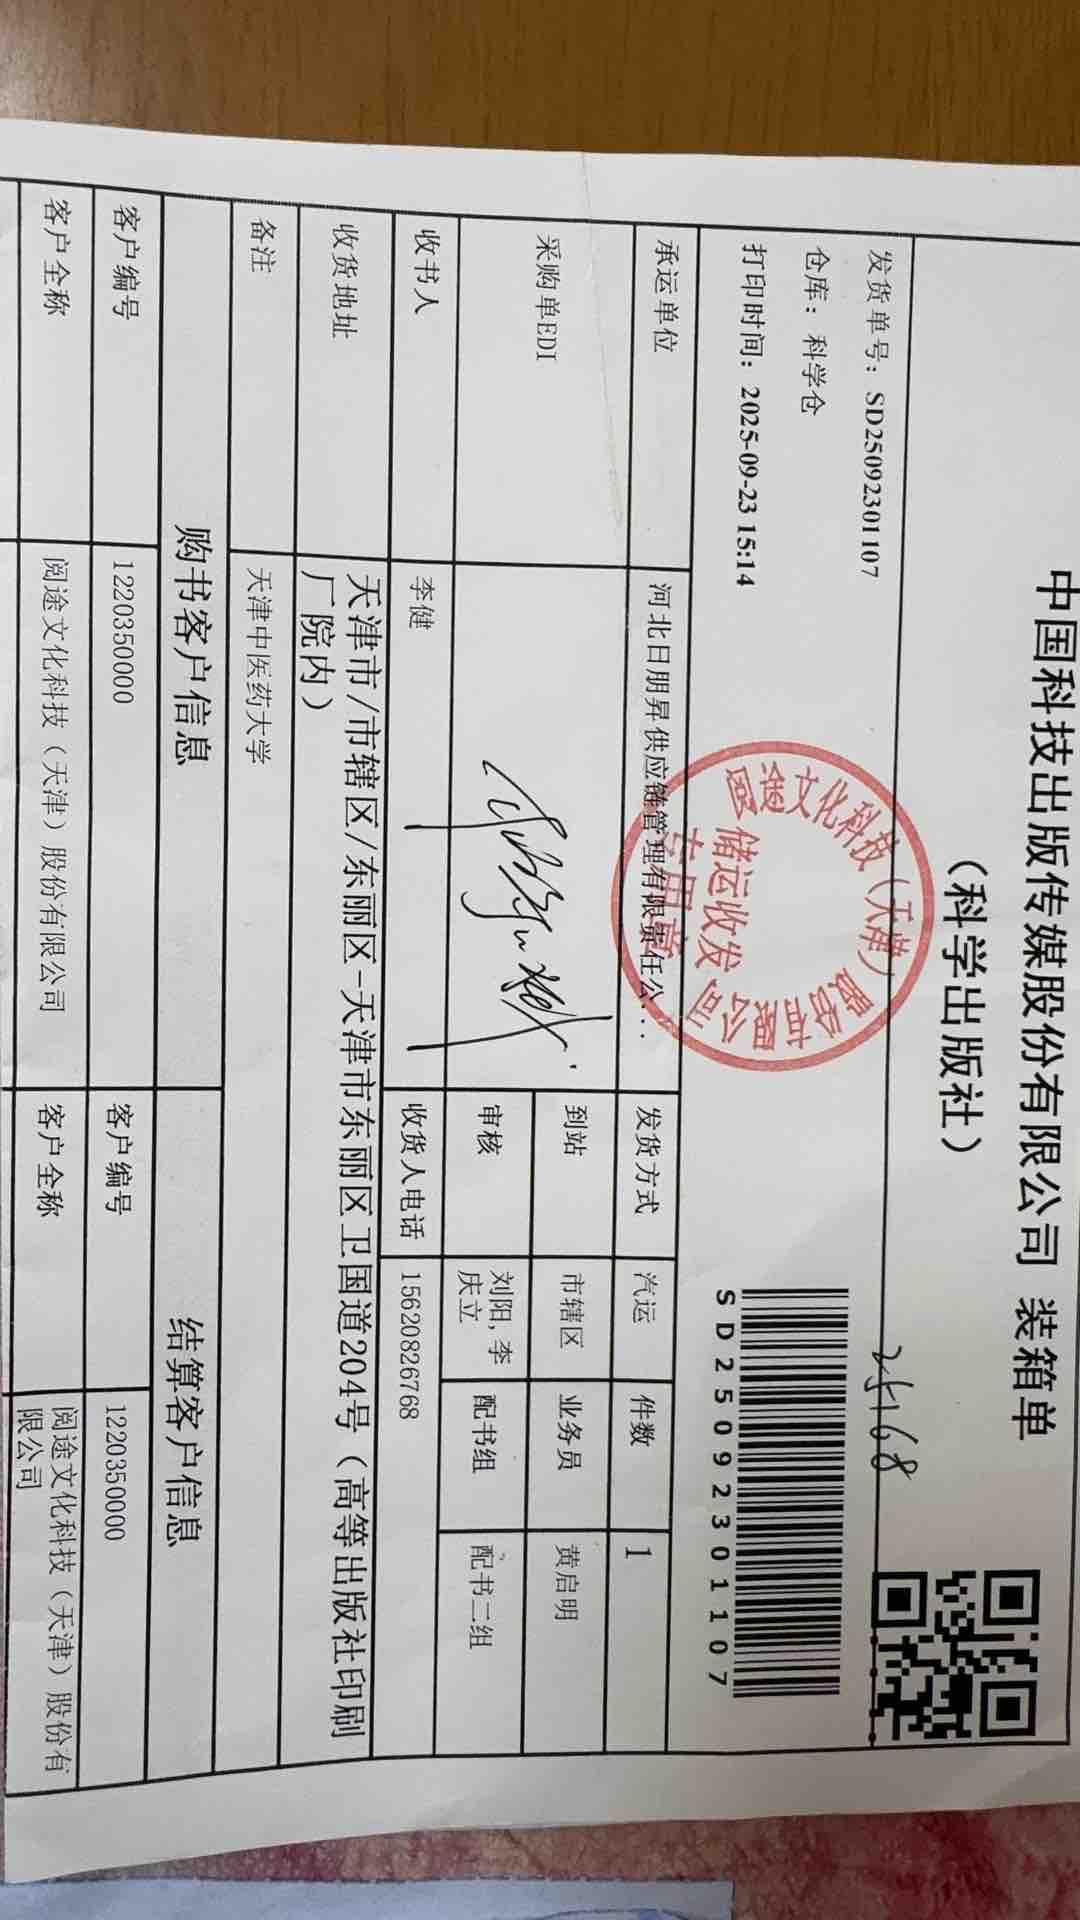 中国科技出版传媒股份有限公司 装箱单
（科学出版社）
发货单号：SD25092301107
仓库：科学仓
打印时间：2025-09-23 15:14
SD25092301107
阅途文化科技（天津）股份有限公司
储运收发
专用章
承运单位 河北日朋昇供应链管理有限责任公... 发货方式 汽运 件数 1
采购单EDI 到站 市辖区 业务员 黄启明
审核 刘阳, 李庆立 配书组 配书二组
收书人 李健 收货人电话 15620826768
收货地址 天津市/市辖区/东丽区-天津市东丽区卫国道204号（高等出版社印刷
厂院内）
备注 天津中医药大学
购书客户信息 结算客户信息
客户编号 1220350000 客户编号 1220350000
客户全称 阅途文化科技（天津）股份有限公司 客户全称 阅途文化科技（天津）股份有
限公司